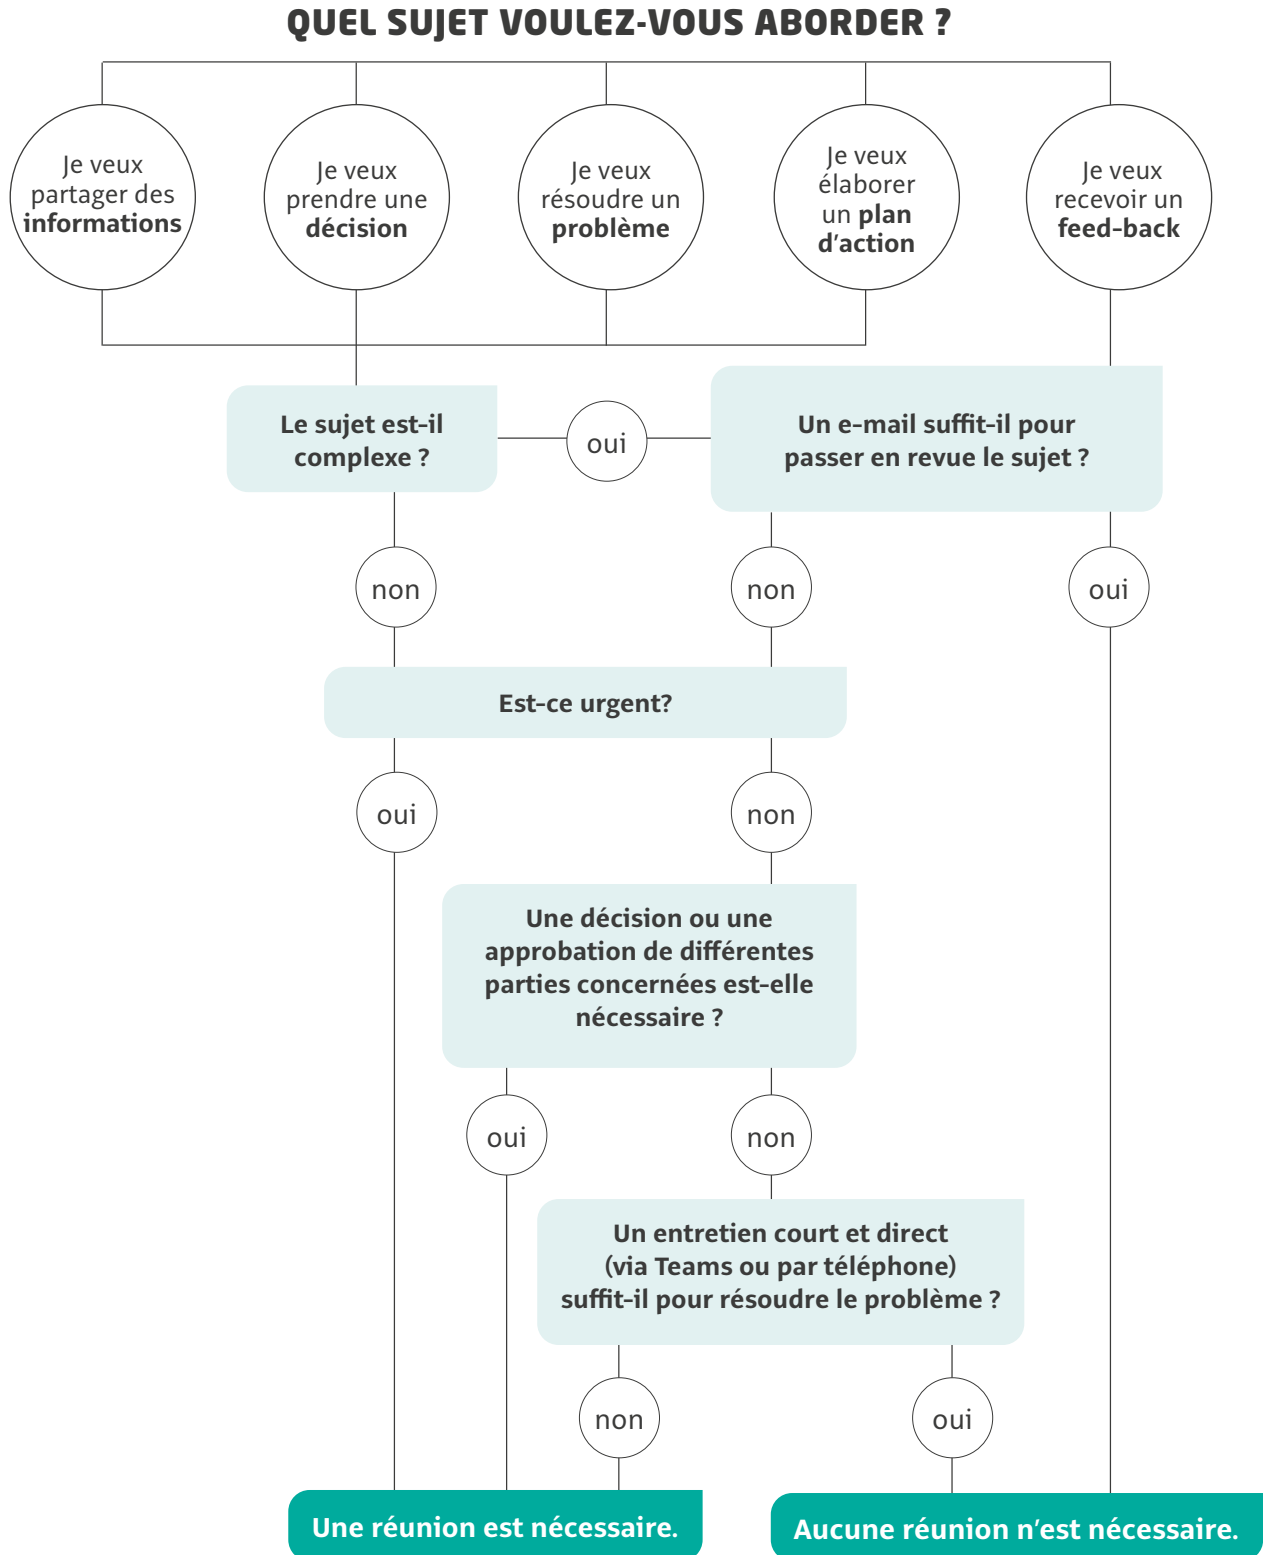 QUEL SUJET VOULEZ-VOUS ABORDER ?
Je veux
partager des
informations
Je veux
prendre une
décision
Je veux
résoudre un
problème
Je veux
élaborer
un plan
d'action
Je veux
recevoir un
feed-back
Le sujet est-il
complexe ?
oui
Un e-mail suffit-il pour
passer en revue le sujet ?
non
non
oui
Est-ce urgent?
oui
non
Une décision ou une
approbation de différentes
parties concernées est-elle
nécessaire ?
oui
non
Un entretien court et direct
(via Teams ou par téléphone)
suffit-il pour résoudre le problème ?
non
oui
Une réunion est nécessaire.
Aucune réunion n'est nécessaire.